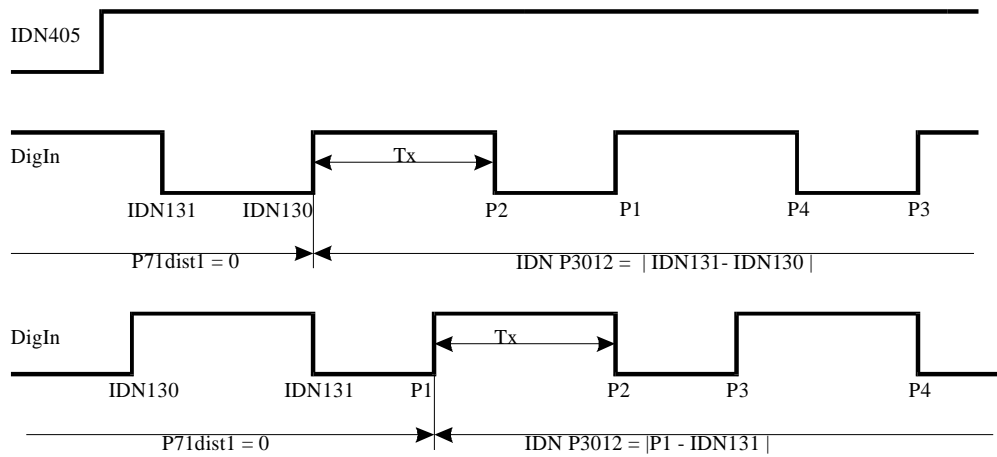 IDN405
DigIn
Tx
IDN131 IDN130 P2 P1 P4 P3
P71dist1 = 0 IDN P3012 = | IDN131- IDN130 |
DigIn
Tx
IDN130 IDN131 P1 P2 P3 P4
P71dist1 = 0 IDN P3012 = |P1 - IDN131 |